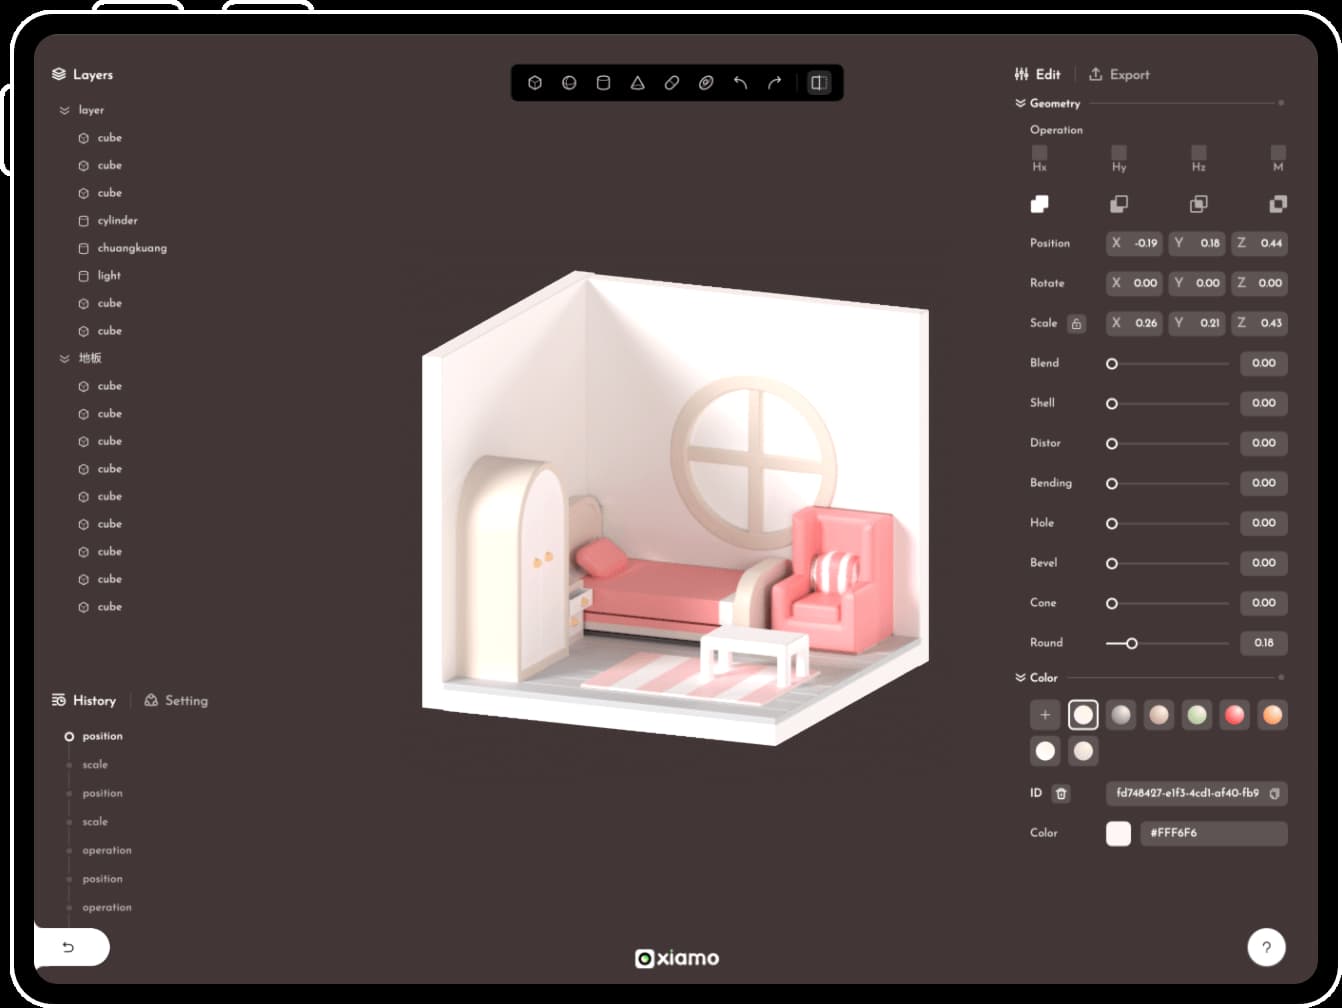 Layers
layer
cube
cube
cube
cylinder
chuangkuang
light
cube
cube
地板
cube
cube
cube
cube
cube
cube
cube
cube
cube
History Setting
position
scale
position
scale
operation
position
operation
xiamo
Edit Export
Geometry
Operation
Hx Hy Hz M
Position X -0.19 Y 0.18 Z 0.44
Rotate X 0.00 Y 0.00 Z 0.00
Scale X 0.26 Y 0.21 Z 0.43
Blend 0.00
Shell 0.00
Distor 0.00
Bending 0.00
Hole 0.00
Bevel 0.00
Cone 0.00
Round 0.18
Color
+
ID fd748427-e1f3-4cd1-af40-fb9
Color #FFF6F6
?